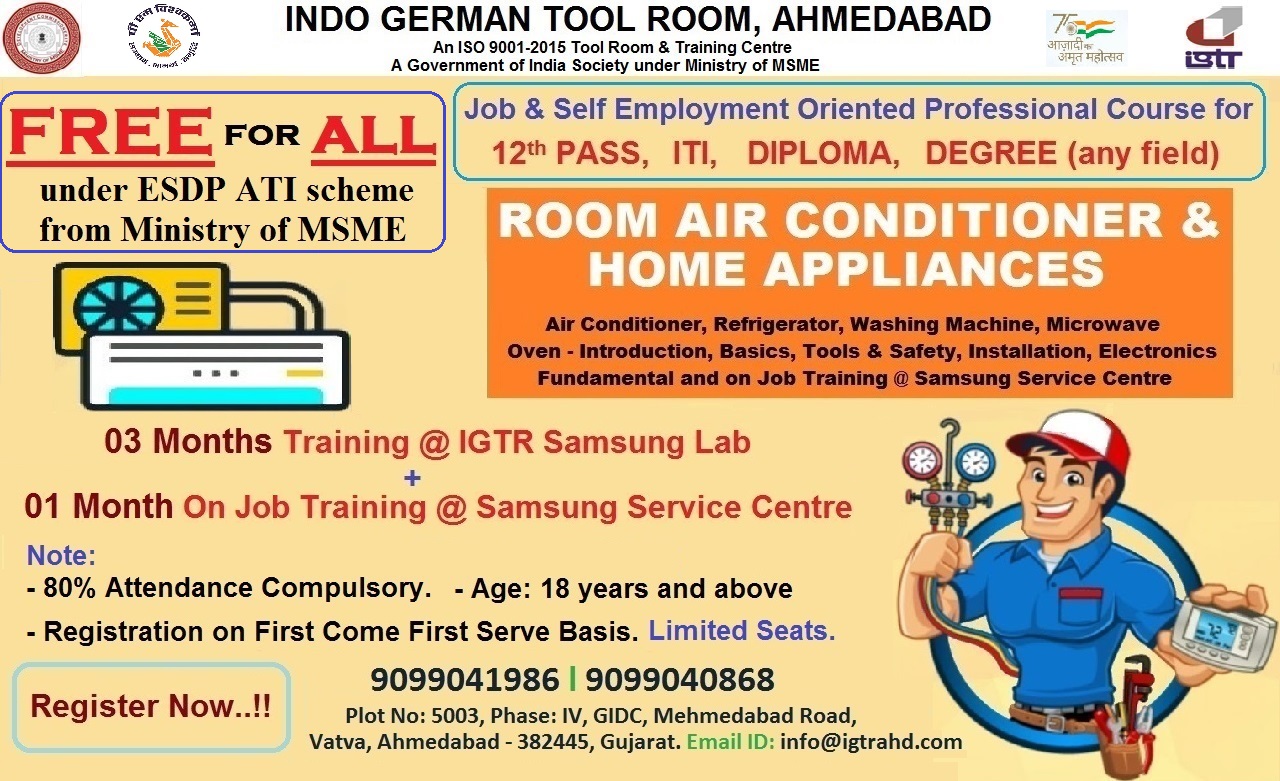 INDO GERMAN TOOL ROOM, AHMEDABAD
An ISO 9001-2015 Tool Room & Training Centre
A Government of India Society under Ministry of MSME
75
आज़ादी का
अमृत महोत्सव
igtr
FREE FOR ALL
under ESDP ATI scheme
from Ministry of MSME
Job & Self Employment Oriented Professional Course for
12th PASS, ITI, DIPLOMA, DEGREE (any field)
ROOM AIR CONDITIONER &
HOME APPLIANCES
Air Conditioner, Refrigerator, Washing Machine, Microwave
Oven - Introduction, Basics, Tools & Safety, Installation, Electronics
Fundamental and on Job Training @ Samsung Service Centre
03 Months Training @ IGTR Samsung Lab
+
01 Month On Job Training @ Samsung Service Centre
Note:
- 80% Attendance Compulsory. - Age: 18 years and above
- Registration on First Come First Serve Basis. Limited Seats.
Register Now..!!
9099041986 | 9099040868
Plot No: 5003, Phase: IV, GIDC, Mehmedabad Road,
Vatva, Ahmedabad - 382445, Gujarat. Email ID: info@igtrahd.com